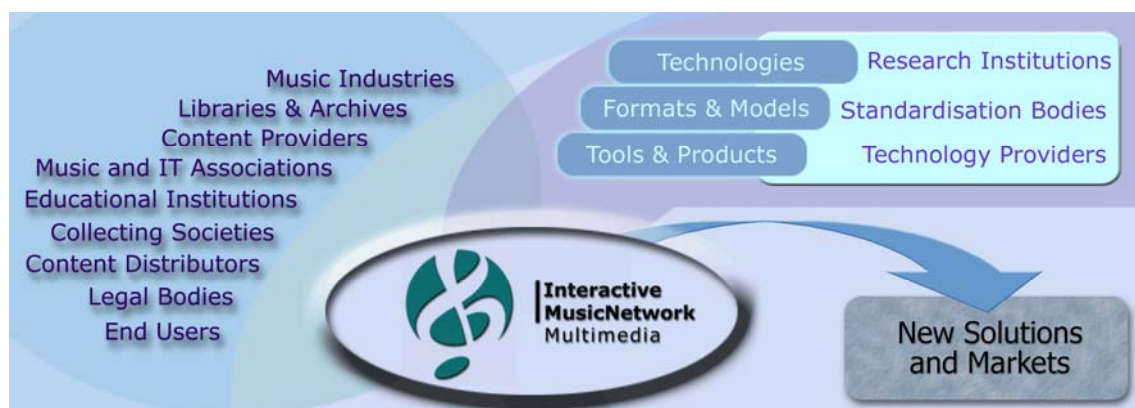 Music Industries
Libraries & Archives
Content Providers
Music and IT Associations
Educational Institutions
Collecting Societies
Content Distributors
Legal Bodies
End Users
Technologies
Research Institutions
Formats & Models
Standardisation Bodies
Tools & Products
Technology Providers
Interactive
MusicNetwork
Multimedia
New Solutions
and Markets